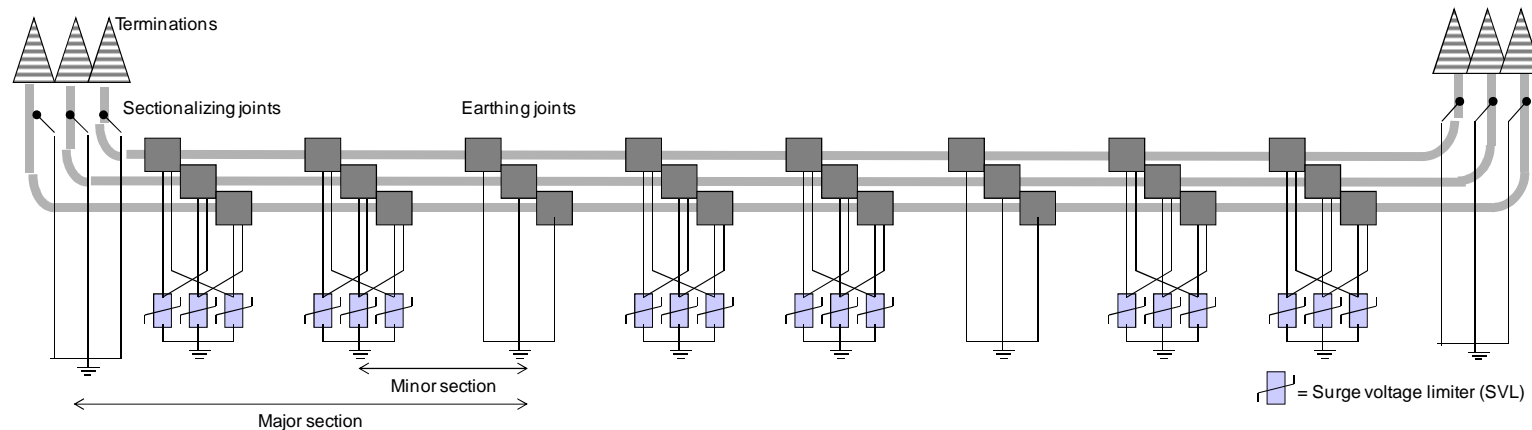 Terminations
Sectionalizing joints
Earthing joints
Minor section
Major section
= Surge voltage limiter (SVL)